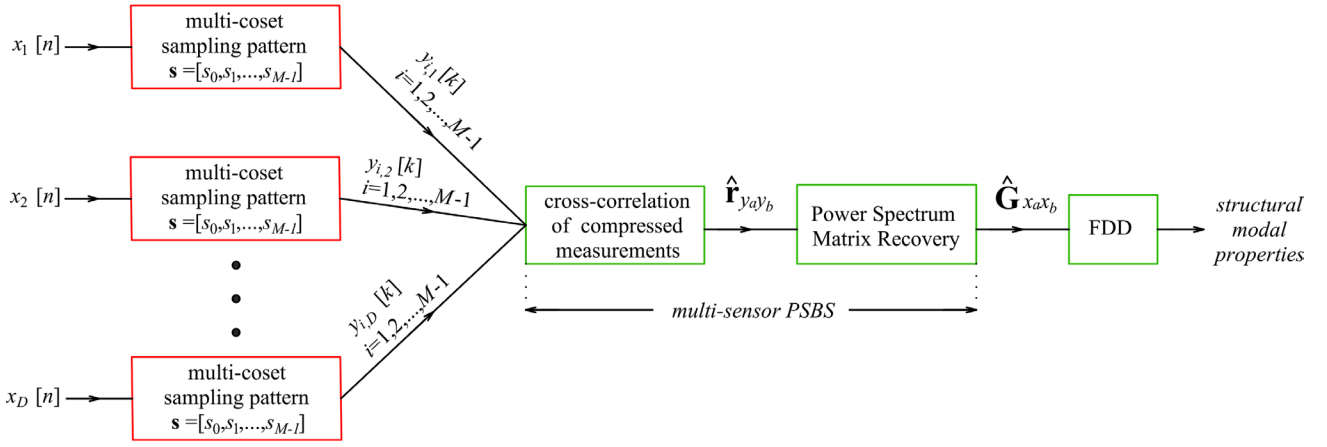 x1 [n]
multi-coset
sampling pattern
s =[s0,s1,...,sM-1]
yi,1[k]
i=1,2,...,M-1
x2 [n]
multi-coset
sampling pattern
s =[s0,s1,...,sM-1]
yi,2 [k]
i=1,2,...,M-1
xD [n]
multi-coset
sampling pattern
s =[s0,s1,...,sM-1]
yi,D [k]
i=1,2,...,M-1
cross-correlation
of compressed
measurements
r̂yayb
Power Spectrum
Matrix Recovery
Ĝxaxb
FDD
structural
modal
properties
multi-sensor PSBS